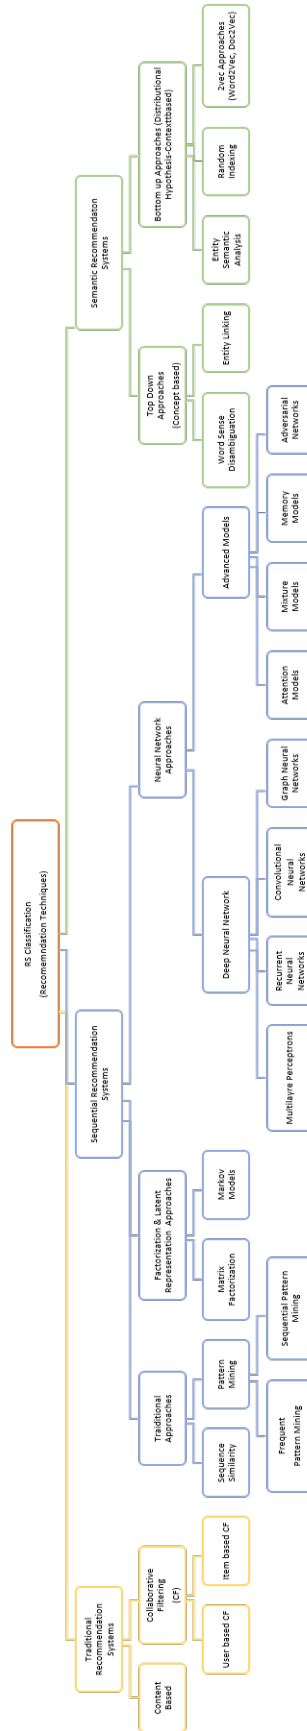 RS Classification
(Recomemndation Techniques)
Traditional
Recommendation
Systems
Sequential Recommendation
Systems
Semantic Recommendaton
Systems
Content
Based
Collaborative
Filtering
(CF)
Traiditional
Approaches
Factorization & Latent
Representation Approaches
Neural Network
Approaches
Top Down
Approaches
(Concept based)
Bottom up Approaches (Distributional
Hypothesis-Contexttbased)
User based CF
Item based CF
Sequence
Similarity
Pattern
Mining
Matrix
Factorization
Markov
Models
Deep Neural Network
Advanced Models
Word Sense
Disambiguation
Entity Linking
Entity
Semantic
Analysis
Random
Indexing
2vec Approaches
(Word2Vec, Doc2Vec)
Frequent
Pattern Mining
Sequential Pattern
Mining
Multilayre Perceptrons
Recurrent
Neural
Networks
Convolutional
Neural
Networks
Graph Neural
Networks
Attention
Models
Mixture
Models
Memory
Models
Adversarial
Networks